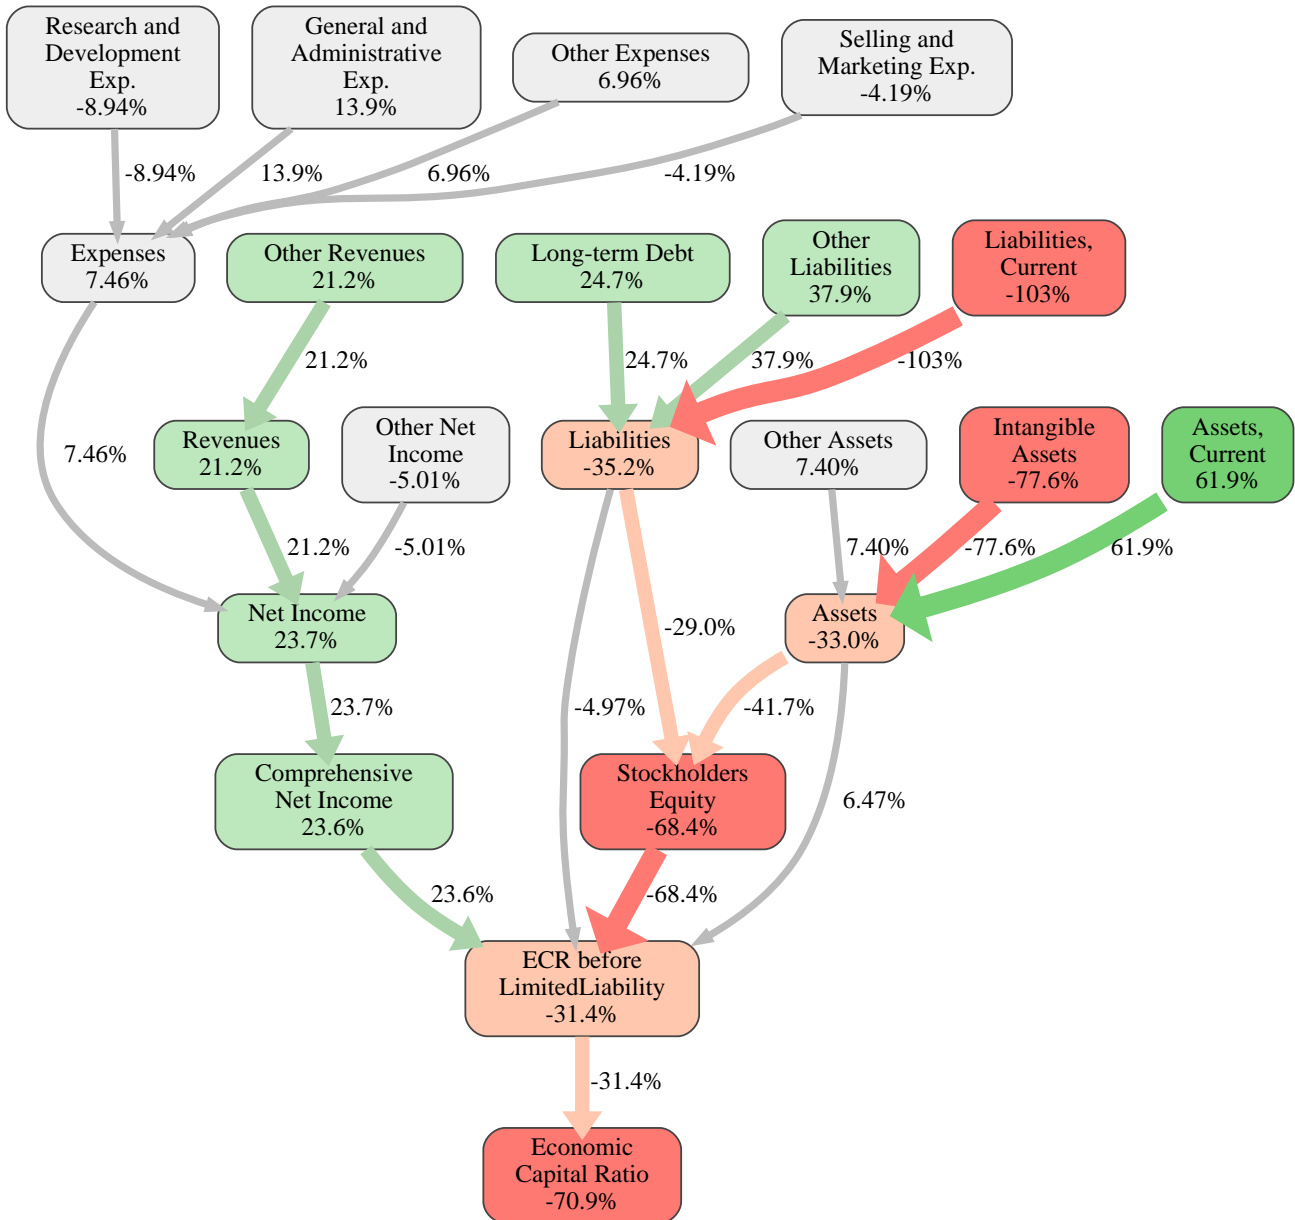 Research and
Development
Exp.
-8.94%
General and
Administrative
Exp.
13.9%
Other Expenses
6.96%
Selling and
Marketing Exp.
-4.19%
-8.94%
13.9%
6.96%
-4.19%
Expenses
7.46%
Other Revenues
21.2%
Long-term Debt
24.7%
Other
Liabilities
37.9%
Liabilities,
Current
-103%
21.2%
24.7%
37.9%
-103%
7.46%
Revenues
21.2%
Other Net
Income
-5.01%
Liabilities
-35.2%
Other Assets
7.40%
Intangible
Assets
-77.6%
Assets,
Current
61.9%
21.2%
-5.01%
7.40%
-77.6%
61.9%
Net Income
23.7%
-29.0%
Assets
-33.0%
23.7%
-4.97%
-41.7%
Comprehensive
Net Income
23.6%
Stockholders
Equity
-68.4%
6.47%
23.6%
-68.4%
ECR before
LimitedLiability
-31.4%
-31.4%
Economic
Capital Ratio
-70.9%